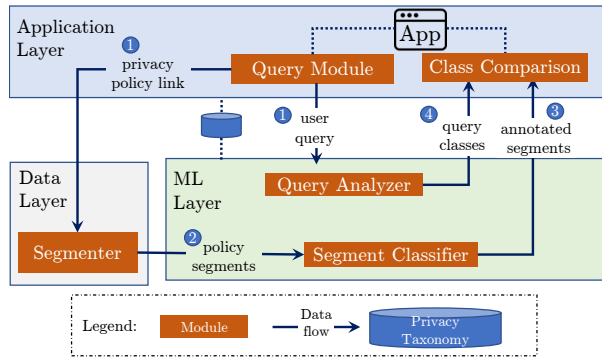 Application
Layer
App
1
privacy
policy link
Query Module
Class Comparison
1
user
query
4
query
classes
3
annotated
segments
Data
Layer
ML
Layer
Query Analyzer
Segmenter
2
policy
segments
Segment Classifier
Legend:
Module
Data
flow
Privacy
Taxonomy